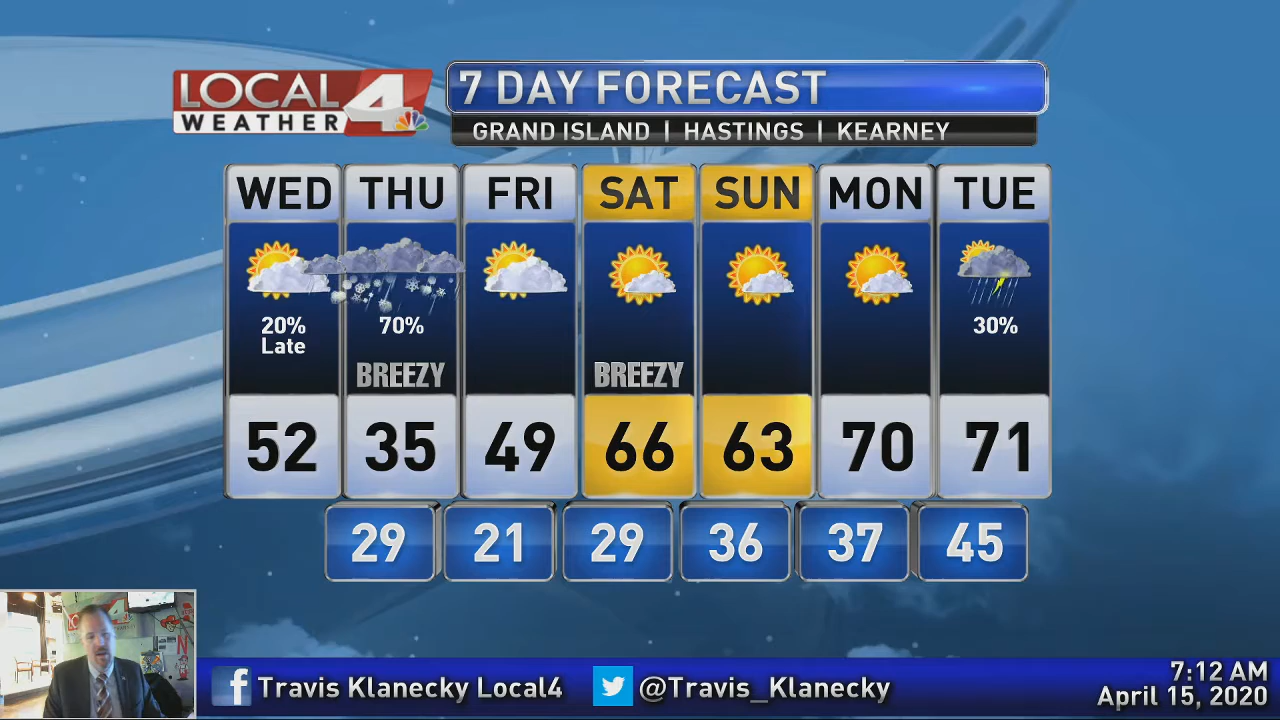 LOCAL 4
WEATHER
7 DAY FORECAST
GRAND ISLAND | HASTINGS | KEARNEY
WED THU FRI SAT SUN MON TUE
20% 70% 30%
Late
BREEZY BREEZY
52 35 49 66 63 70 71
29 21 29 36 37 45
Travis Klanecky Local4 @Travis_Klanecky
7:12 AM
April 15, 2020